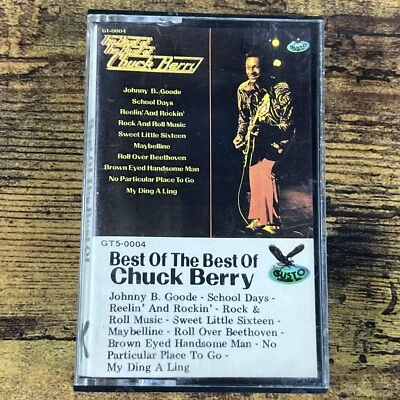 GT-0004
The Best of
The Best of
Chuck Berry
GUSTO
Johnny B. Goode
School Days
Reelin' And Rockin'
Rock And Roll Music
Sweet Little Sixteen
Maybelline
Roll Over Beethoven
Brown Eyed Handsome Man
No Particular Place To Go
My Ding A Ling
GT5-0004
Best Of The Best Of
Chuck Berry
GUSTO
Johnny B. Goode - School Days -
Reelin' And Rockin' - Rock &
Roll Music - Sweet Little Sixteen -
Maybelline - Roll Over Beethoven -
Brown Eyed Handsome Man - No
Particular Place To Go -
My Ding A Ling